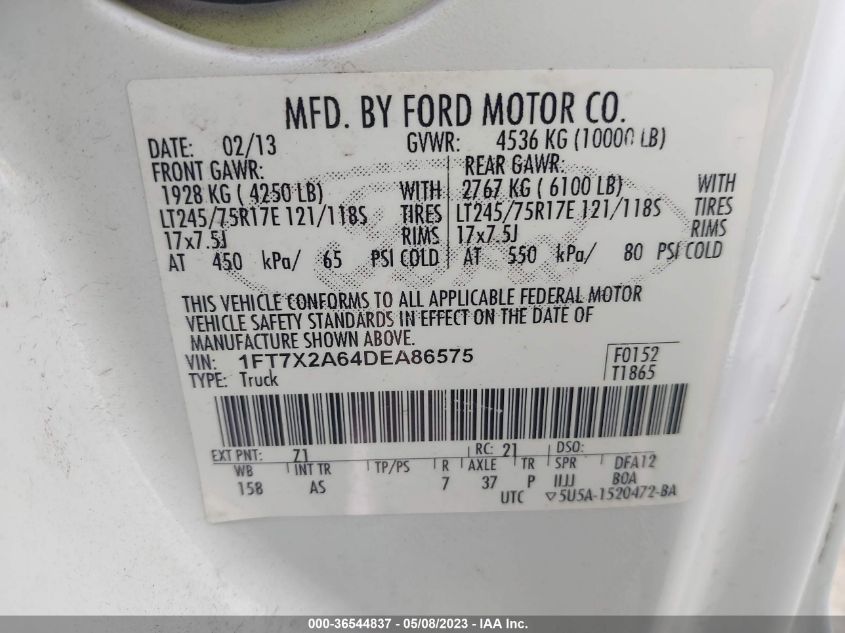 MFD. BY FORD MOTOR CO.
DATE: 02/13 GVWR: 4536 KG (10000 LB)
FRONT GAWR: REAR GAWR:
1928 KG ( 4250 LB) WITH 2767 KG ( 6100 LB) WITH
LT245/75R17E 121/118S TIRES LT245/75R17E 121/118S TIRES
17x7.5J RIMS 17x7.5J RIMS
AT 450 kPa/ 65 PSI COLD AT 550 kPa/ 80 PSI COLD
THIS VEHICLE CONFORMS TO ALL APPLICABLE FEDERAL MOTOR
VEHICLE SAFETY STANDARDS IN EFFECT ON THE DATE OF
MANUFACTURE SHOWN ABOVE.
VIN: 1FT7X2A64DEA86575 F0152
TYPE: Truck T1865
EXT PNT: Z1 RC: 21 DSO:
WB INT TR TP/PS R AXLE TR SPR DFA12
158 AS 7 37 P IIJJ BOA
UTC ▽5U5A-1520472-BA
000-36544837 - 05/08/2023 - IAA Inc.